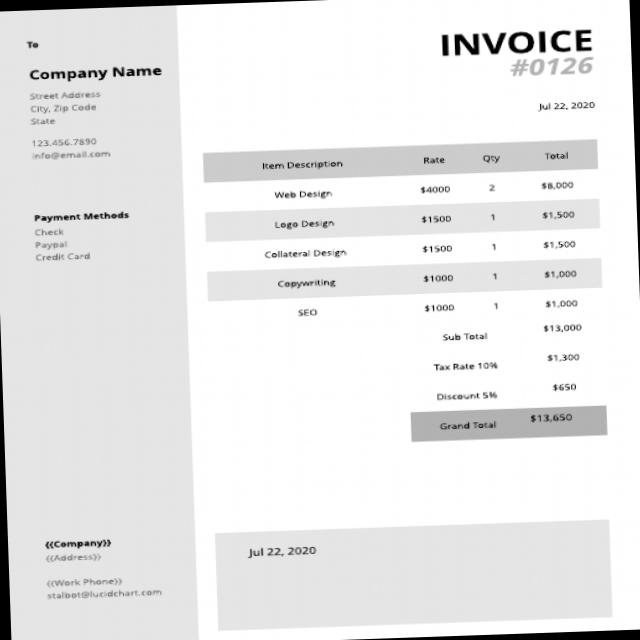 To
Company Name
Street Address
City, Zip Code
State
123.456.7890
info@email.com
Payment Methods
Check
Paypal
Credit Card
INVOICE
#0126
Jul 22, 2020
Item Description Rate Qty Total
Web Design $4000 2 $8,000
Logo Design $1500 1 $1,500
Collateral Design $1500 1 $1,500
Copywriting $1000 1 $1,000
SEO $1000 1 $1,000
Sub Total $13,000
Tax Rate 10% $1,300
Discount 5% $650
Grand Total $13,650
{{Company}}
{{Address}}
{{Work Phone}}
stalbot@lucidchart.com
Jul 22, 2020